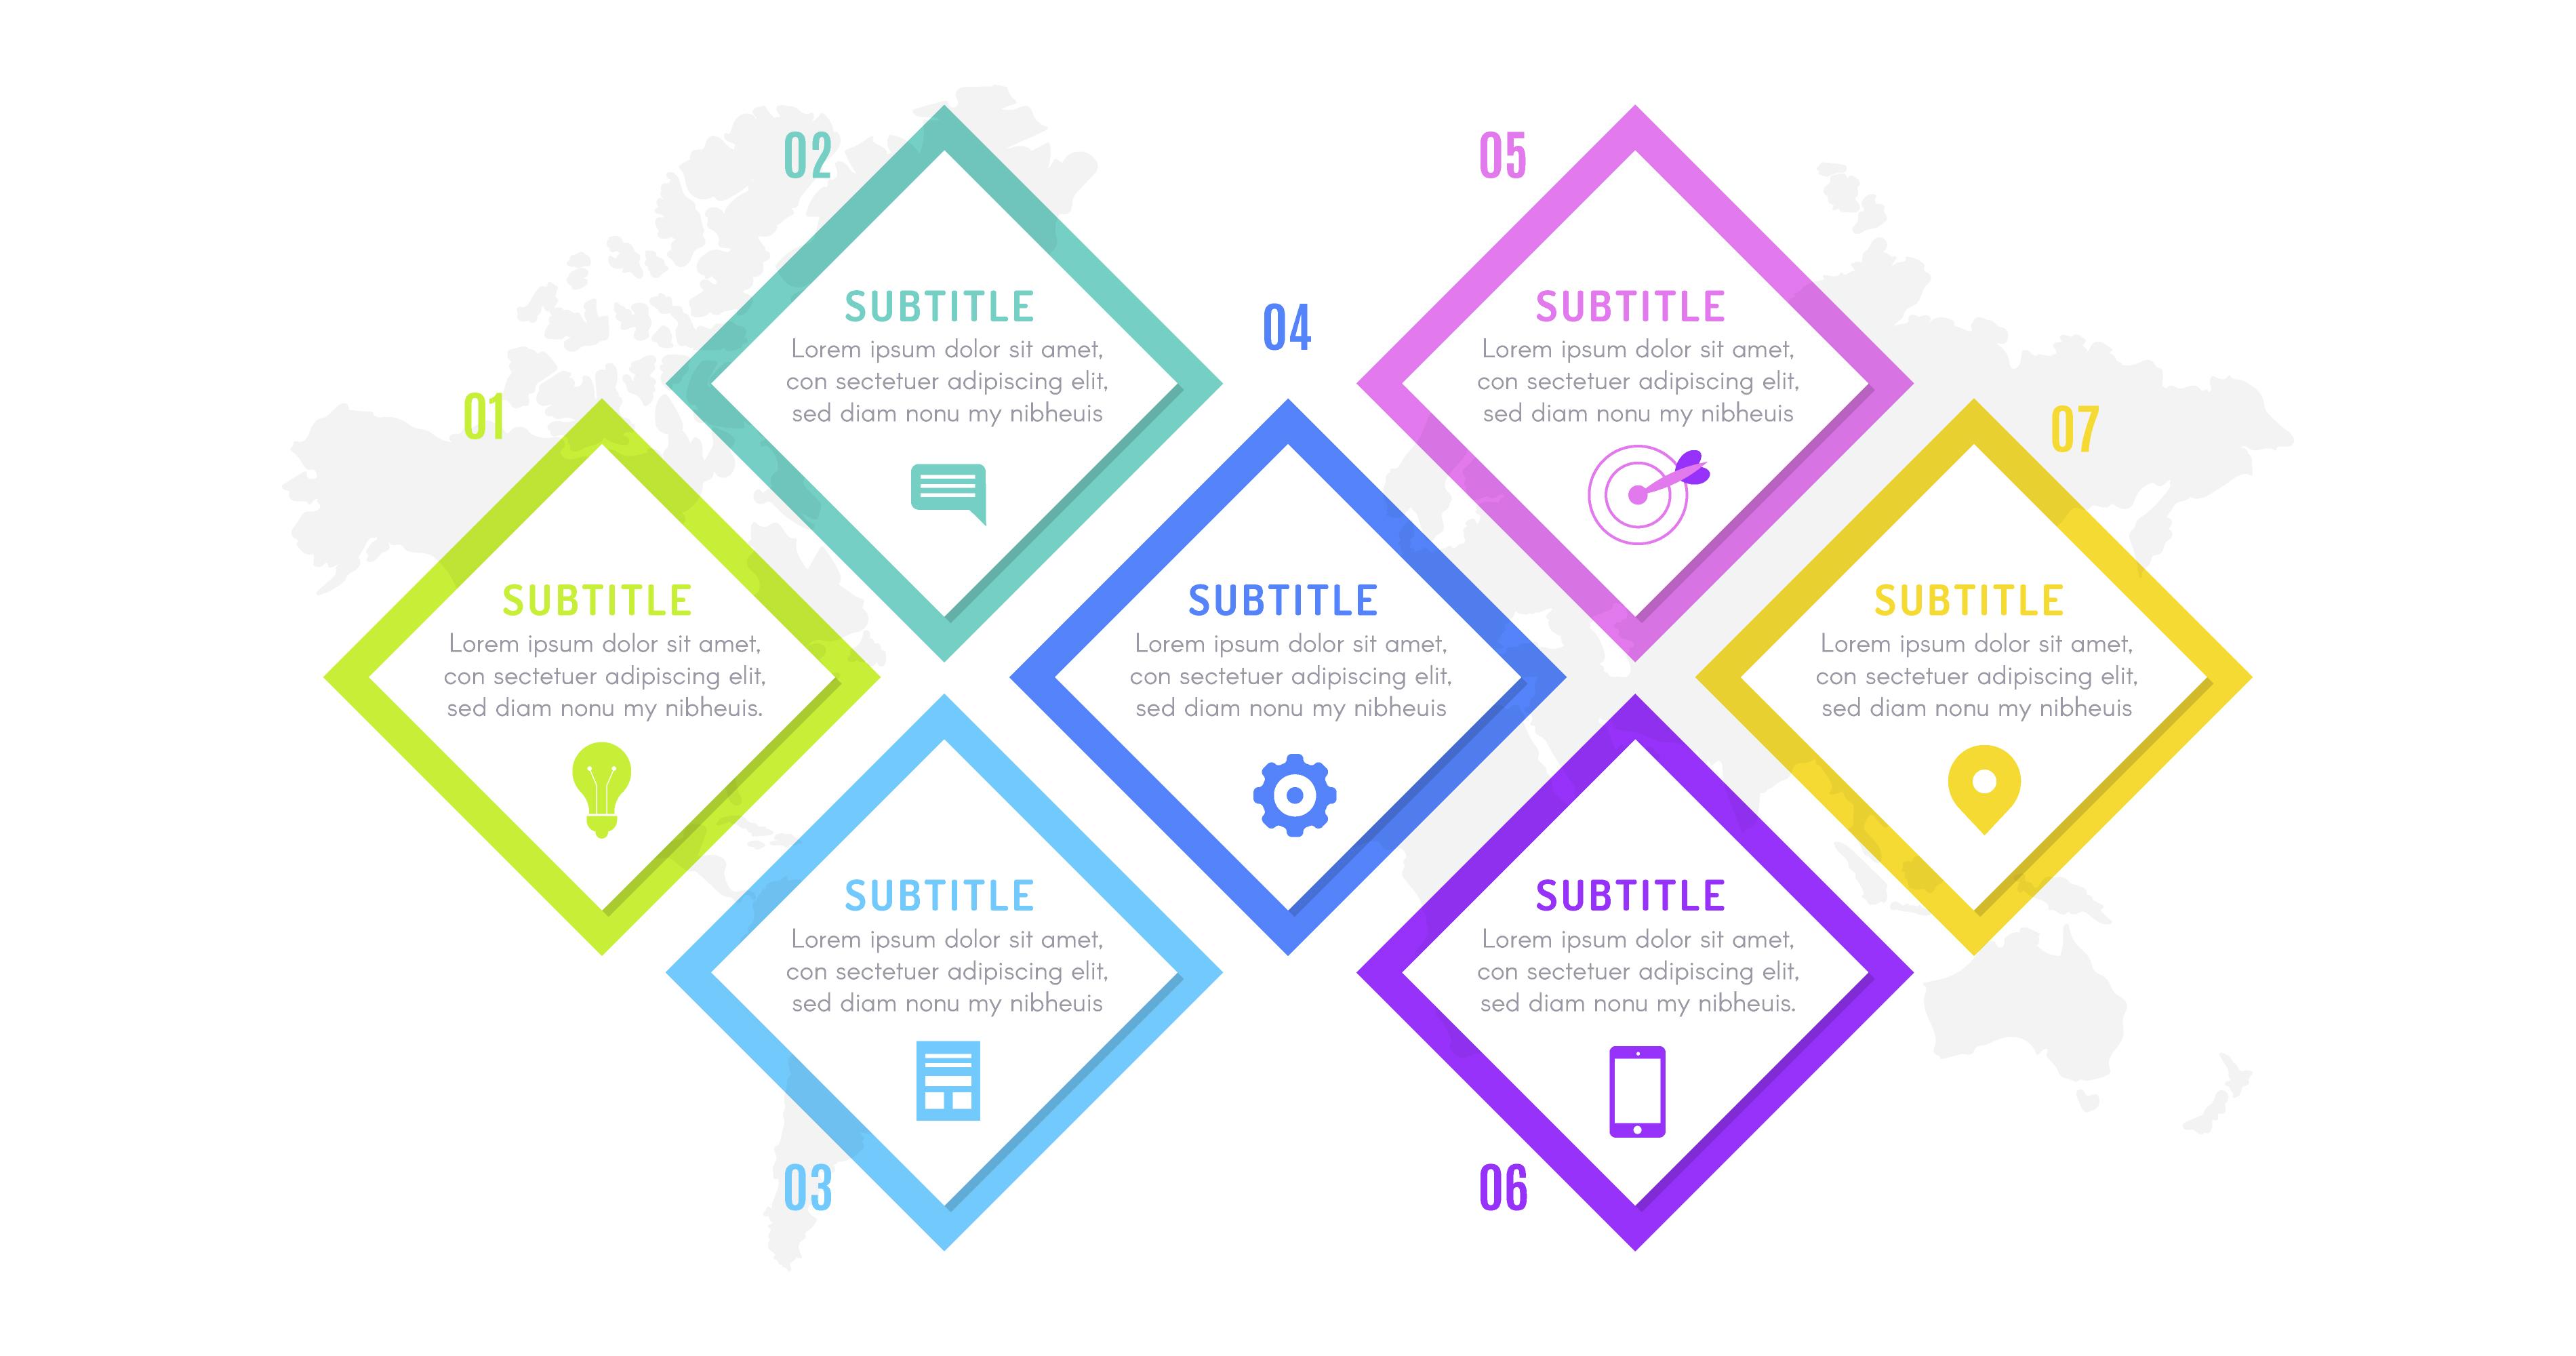 01
SUBTITLE
Lorem ipsum dolor sit amet,
con sectetuer adipiscing elit,
sed diam nonu my nibheuis.
02
SUBTITLE
Lorem ipsum dolor sit amet,
con sectetuer adipiscing elit,
sed diam nonu my nibheuis
03
SUBTITLE
Lorem ipsum dolor sit amet,
con sectetuer adipiscing elit,
sed diam nonu my nibheuis
04
SUBTITLE
Lorem ipsum dolor sit amet,
con sectetuer adipiscing elit,
sed diam nonu my nibheuis
05
SUBTITLE
Lorem ipsum dolor sit amet,
con sectetuer adipiscing elit,
sed diam nonu my nibheuis
06
SUBTITLE
Lorem ipsum dolor sit amet,
con sectetuer adipiscing elit,
sed diam nonu my nibheuis.
07
SUBTITLE
Lorem ipsum dolor sit amet,
con sectetuer adipiscing elit,
sed diam nonu my nibheuis